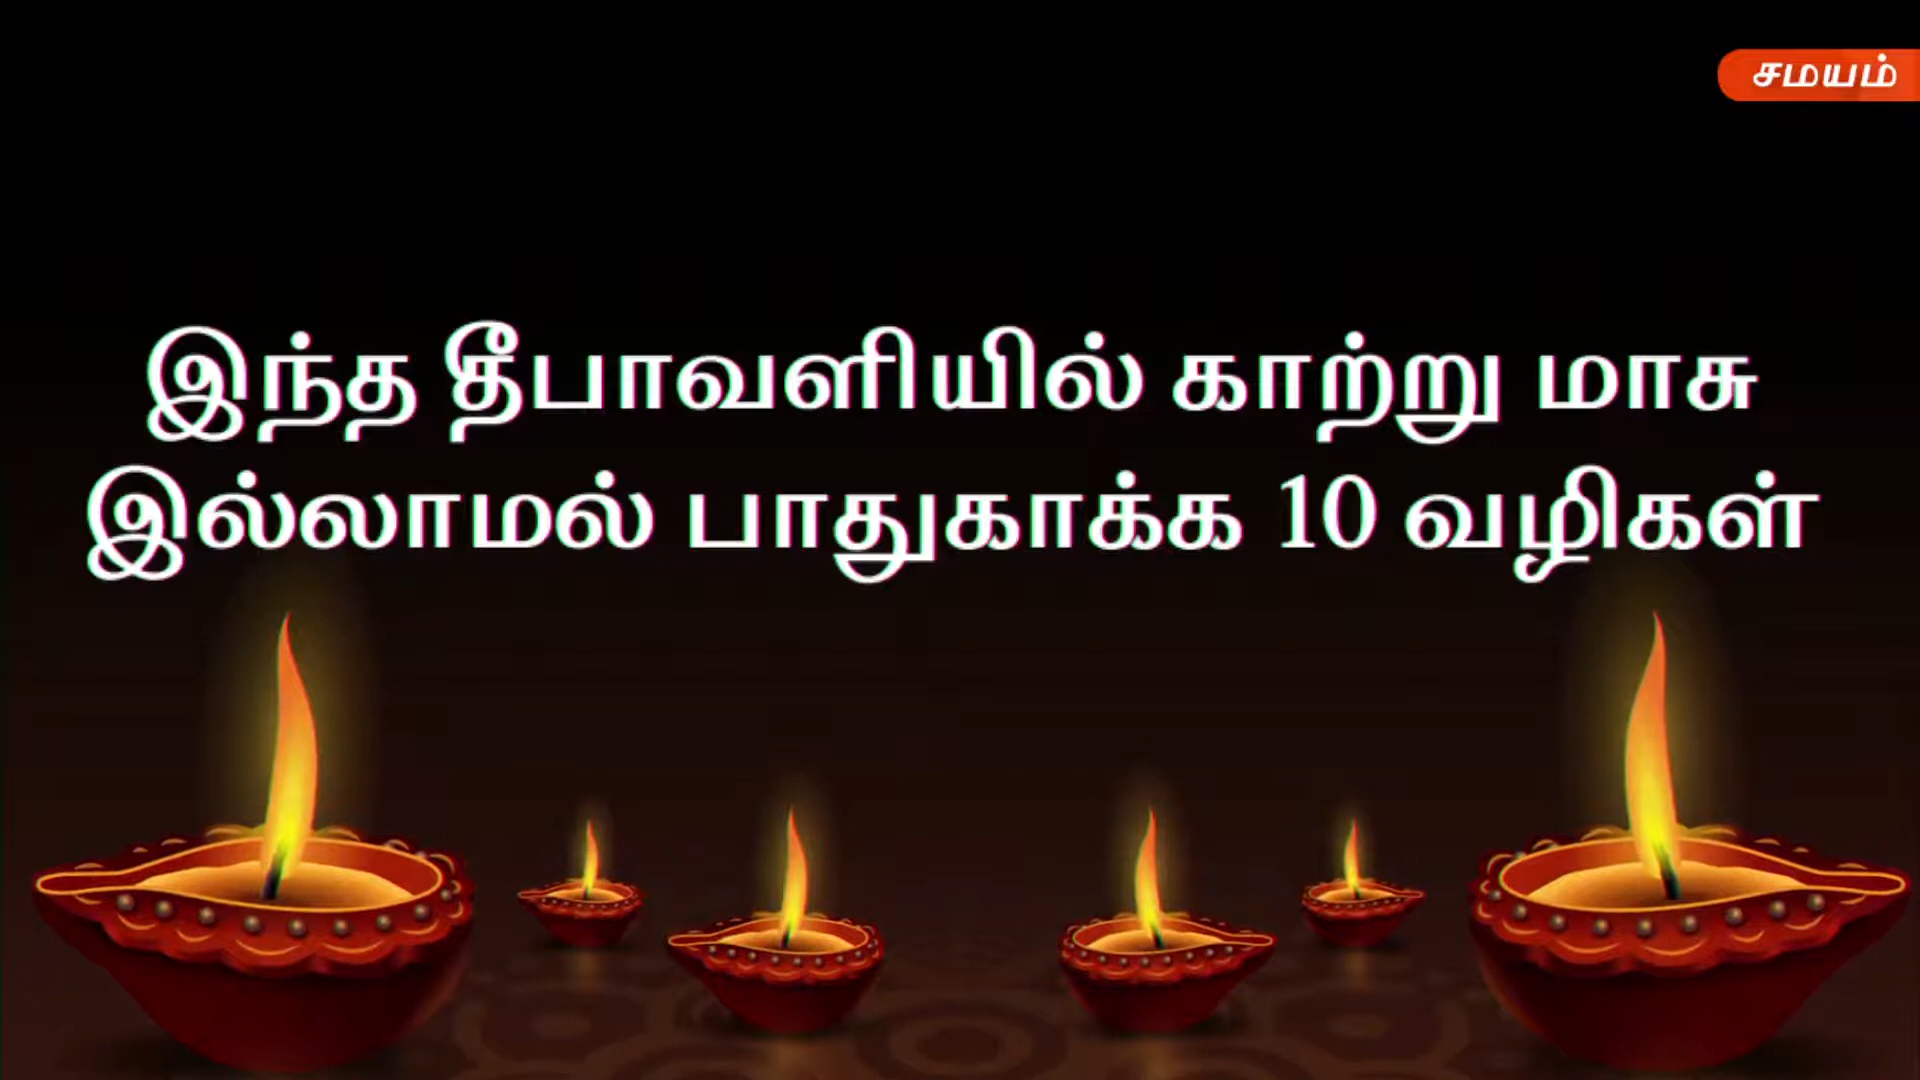 சமயம்
இந்த தீபாவளியில் காற்று மாசு
இல்லாமல் பாதுகாக்க 10 வழிகள்